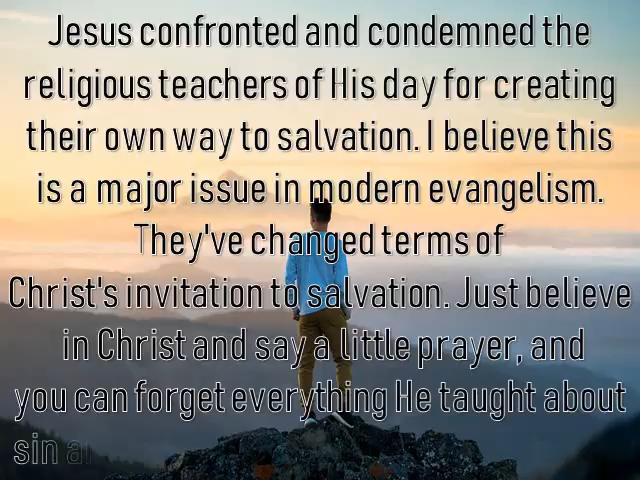 Jesus confronted and condemned the
religious teachers of His day for creating
their own way to salvation. I believe this
is a major issue in modern evangelism.
They've changed terms of
Christ's invitation to salvation. Just believe
in Christ and say a little prayer, and
you can forget everything He taught about
sin